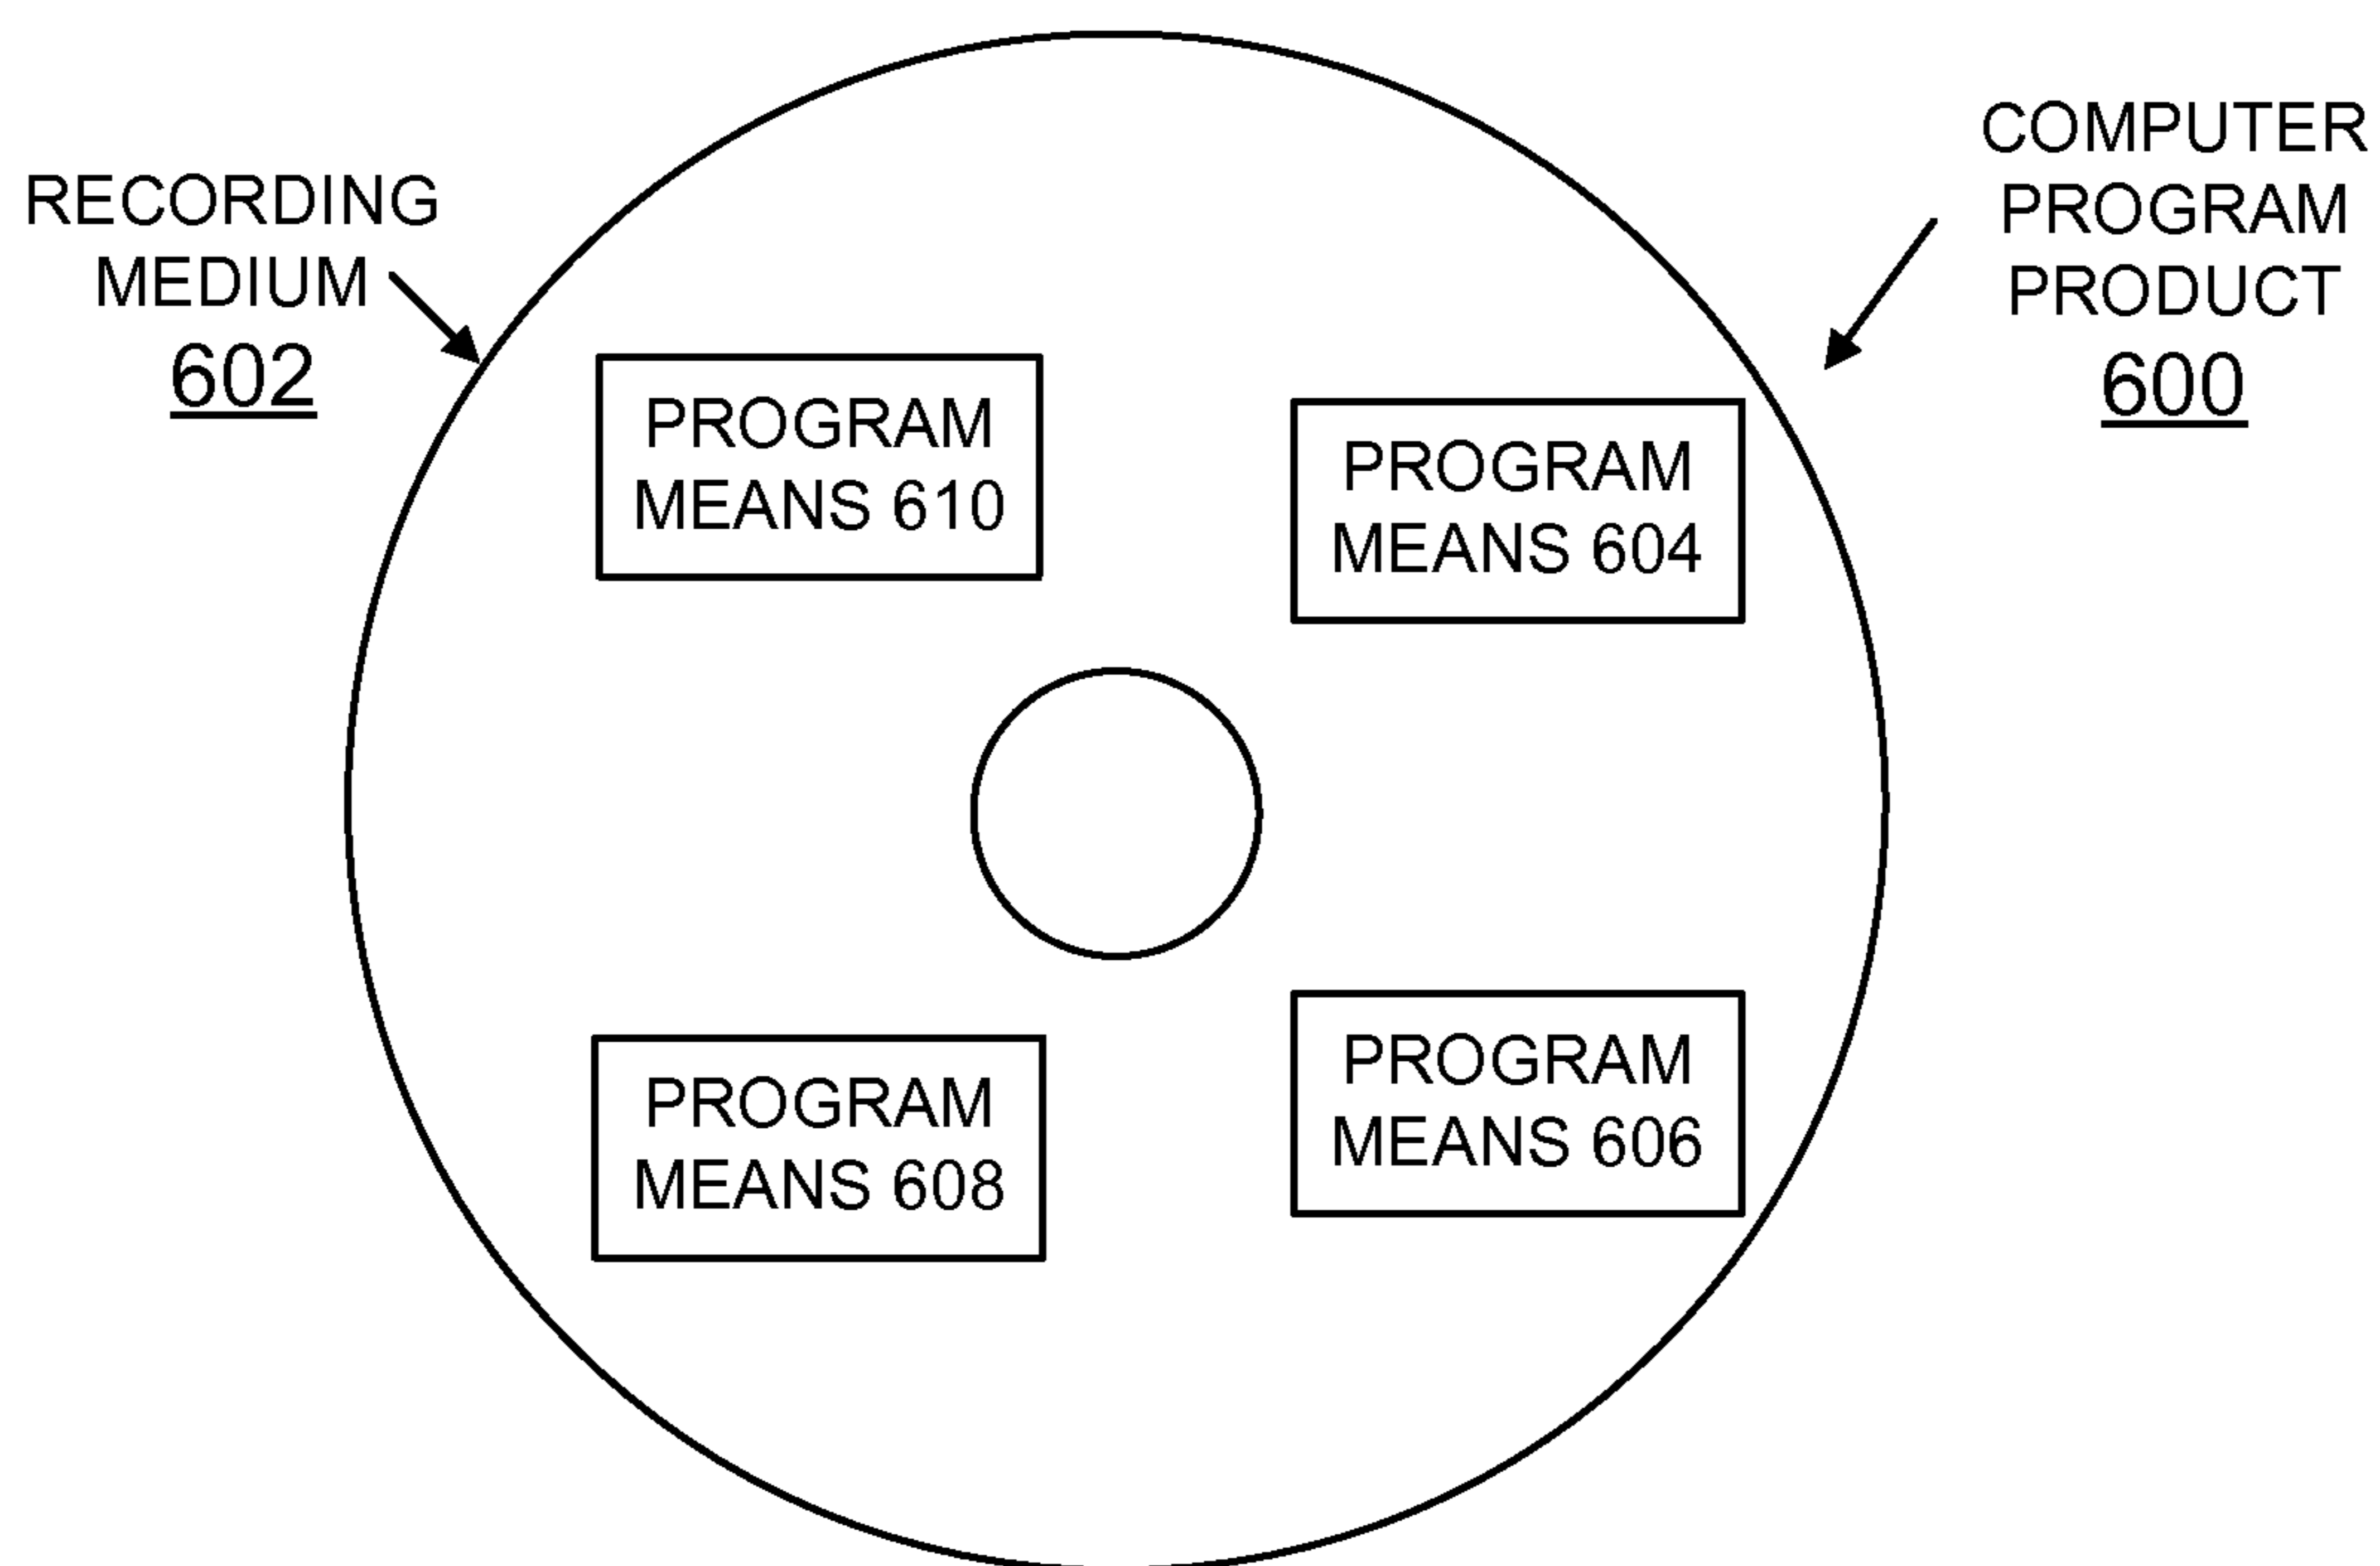 RECORDING
MEDIUM
602
COMPUTER
PROGRAM
PRODUCT
600
PROGRAM
MEANS 610
PROGRAM
MEANS 604
PROGRAM
MEANS 608
PROGRAM
MEANS 606